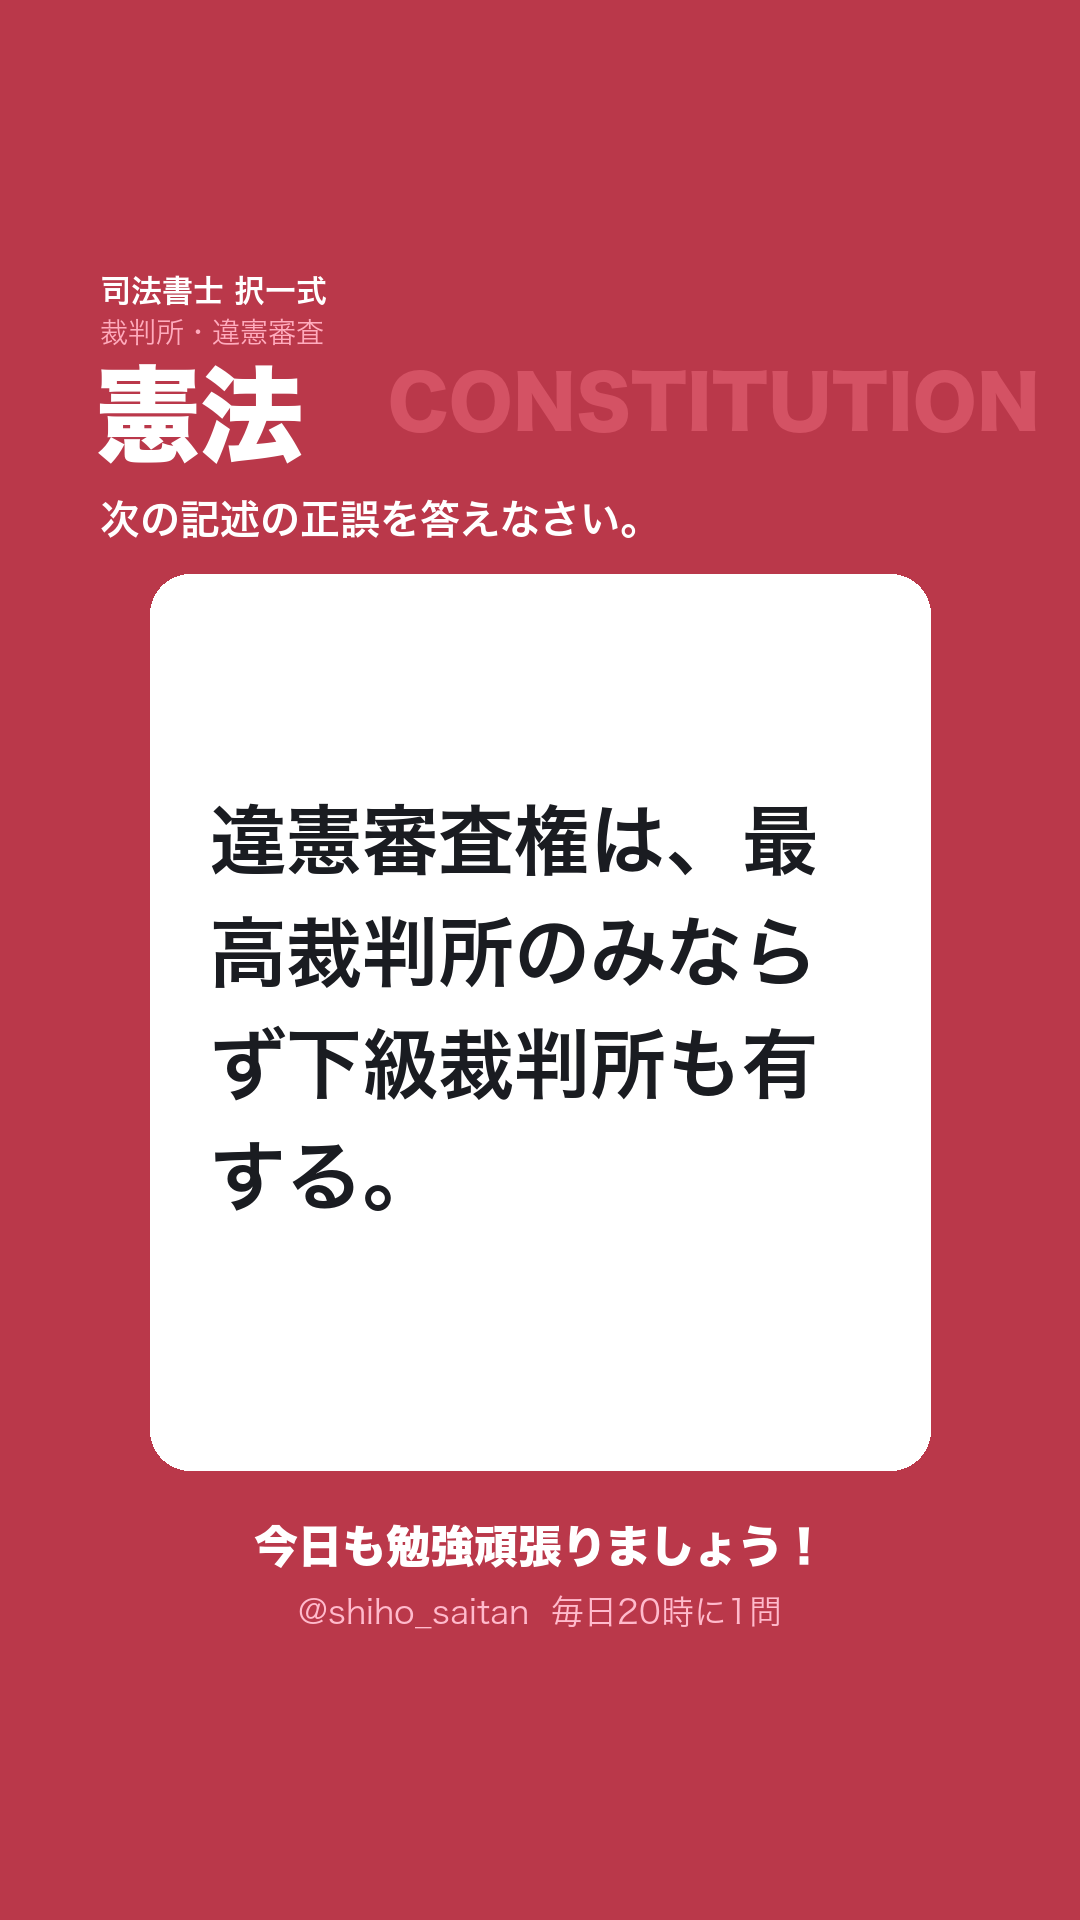 司法書士 択一式
裁判所・違憲審査
憲法
CONSTITUTION
次の記述の正誤を答えなさい。
違憲審査権は、最
高裁判所のみなら
ず下級裁判所も有
する。
今日も勉強頑張りましょう！
@shiho_saitan 毎日20時に1問